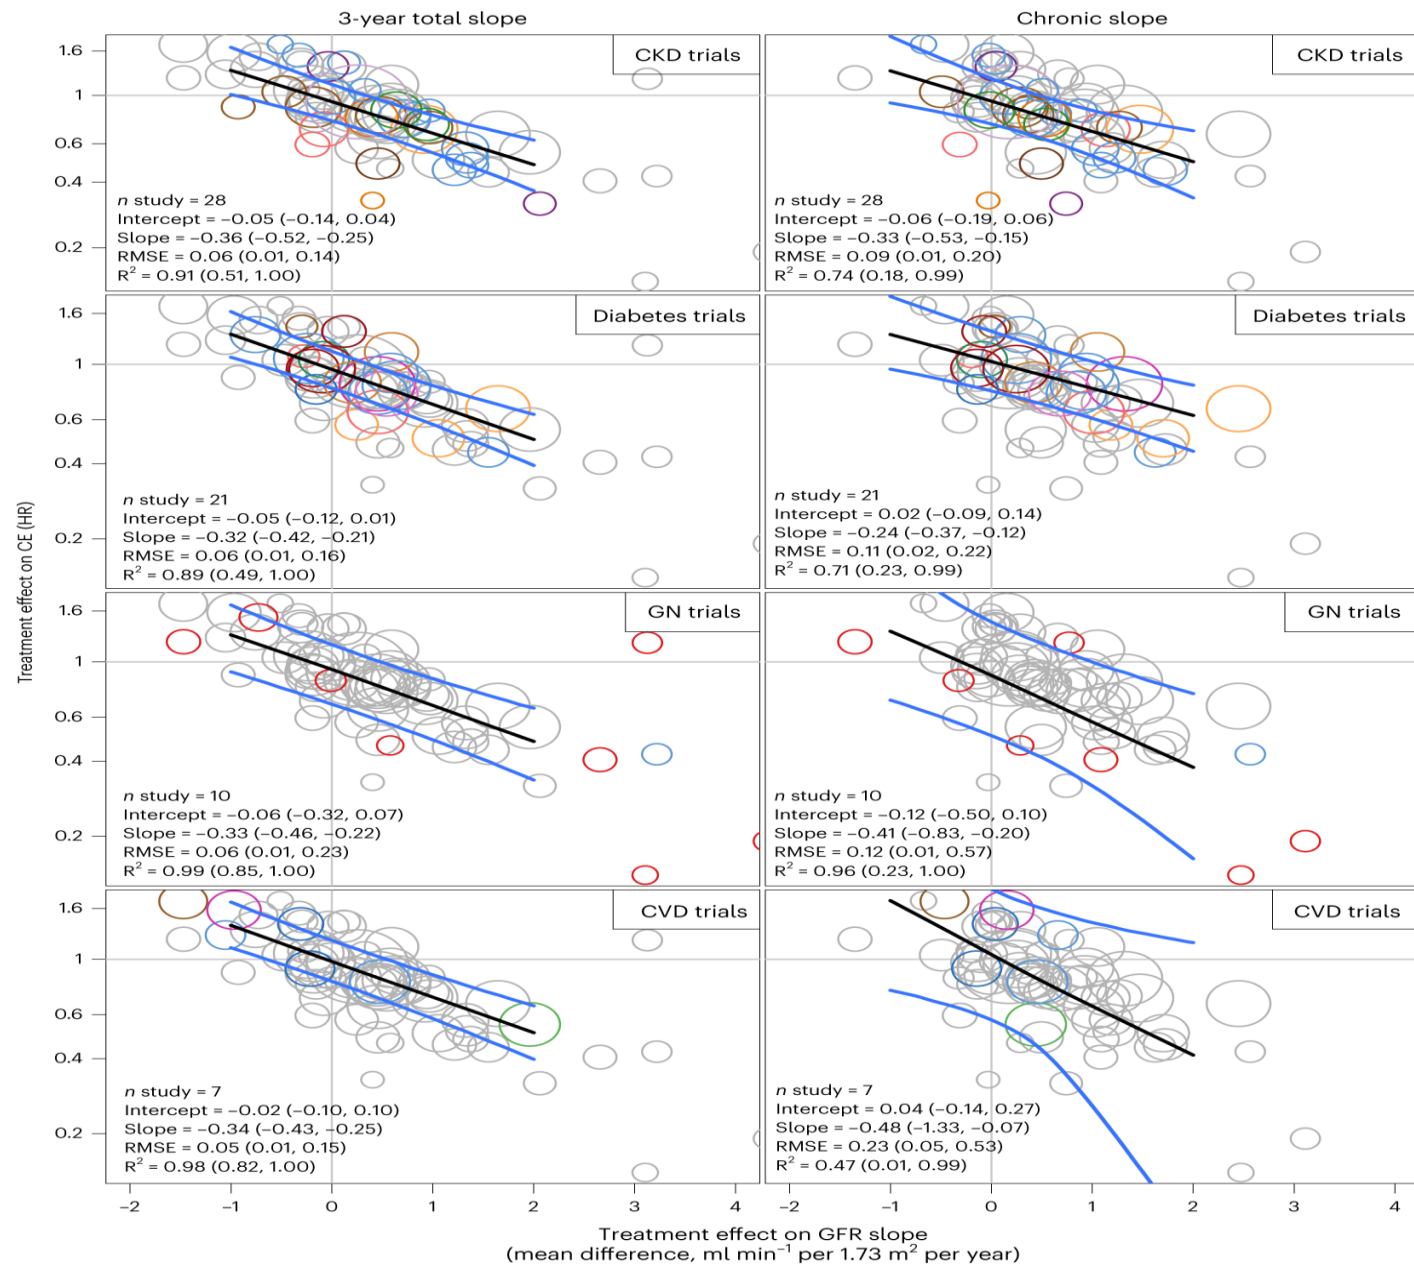 3-year total slope
Chronic slope
CKD trials
1.6
1
0.6
0.4
0.2
n study = 28
Intercept = −0.05 (−0.14, 0.04)
Slope = −0.36 (−0.52, −0.25)
RMSE = 0.06 (0.01, 0.14)
R² = 0.91 (0.51, 1.00)
CKD trials
n study = 28
Intercept = −0.06 (−0.19, 0.06)
Slope = −0.33 (−0.53, −0.15)
RMSE = 0.09 (0.01, 0.20)
R² = 0.74 (0.18, 0.99)
Diabetes trials
1.6
1
0.6
0.4
0.2
n study = 21
Intercept = −0.05 (−0.12, 0.01)
Slope = −0.32 (−0.42, −0.21)
RMSE = 0.06 (0.01, 0.16)
R² = 0.89 (0.49, 1.00)
Diabetes trials
n study = 21
Intercept = 0.02 (−0.09, 0.14)
Slope = −0.24 (−0.37, −0.12)
RMSE = 0.11 (0.02, 0.22)
R² = 0.71 (0.23, 0.99)
Treatment effect on CE (HR)
GN trials
1.6
1
0.6
0.4
0.2
n study = 10
Intercept = −0.06 (−0.32, 0.07)
Slope = −0.33 (−0.46, −0.22)
RMSE = 0.06 (0.01, 0.23)
R² = 0.99 (0.85, 1.00)
GN trials
n study = 10
Intercept = −0.12 (−0.50, 0.10)
Slope = −0.41 (−0.83, −0.20)
RMSE = 0.12 (0.01, 0.57)
R² = 0.96 (0.23, 1.00)
CVD trials
1.6
1
0.6
0.4
0.2
n study = 7
Intercept = −0.02 (−0.10, 0.10)
Slope = −0.34 (−0.43, −0.25)
RMSE = 0.05 (0.01, 0.15)
R² = 0.98 (0.82, 1.00)
CVD trials
n study = 7
Intercept = 0.04 (−0.14, 0.27)
Slope = −0.48 (−1.33, −0.07)
RMSE = 0.23 (0.05, 0.53)
R² = 0.47 (0.01, 0.99)
−2 −1 0 1 2 3 4
−2 −1 0 1 2 3 4
Treatment effect on GFR slope
(mean difference, ml min⁻¹ per 1.73 m² per year)